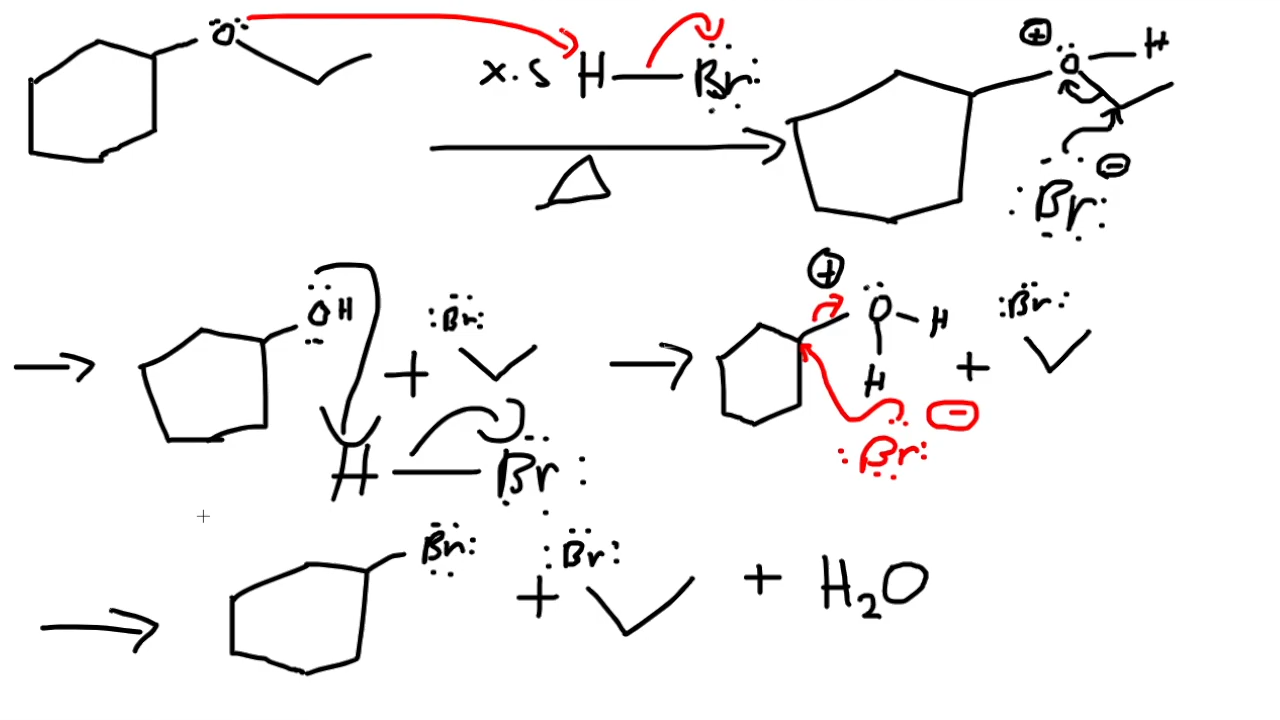 O x.s H—Br ⊕ O—H
△
Br ⊖
OH + Br → ⊕ O H + Br
H
H—Br Br ⊖
→ Br + Br + H₂O